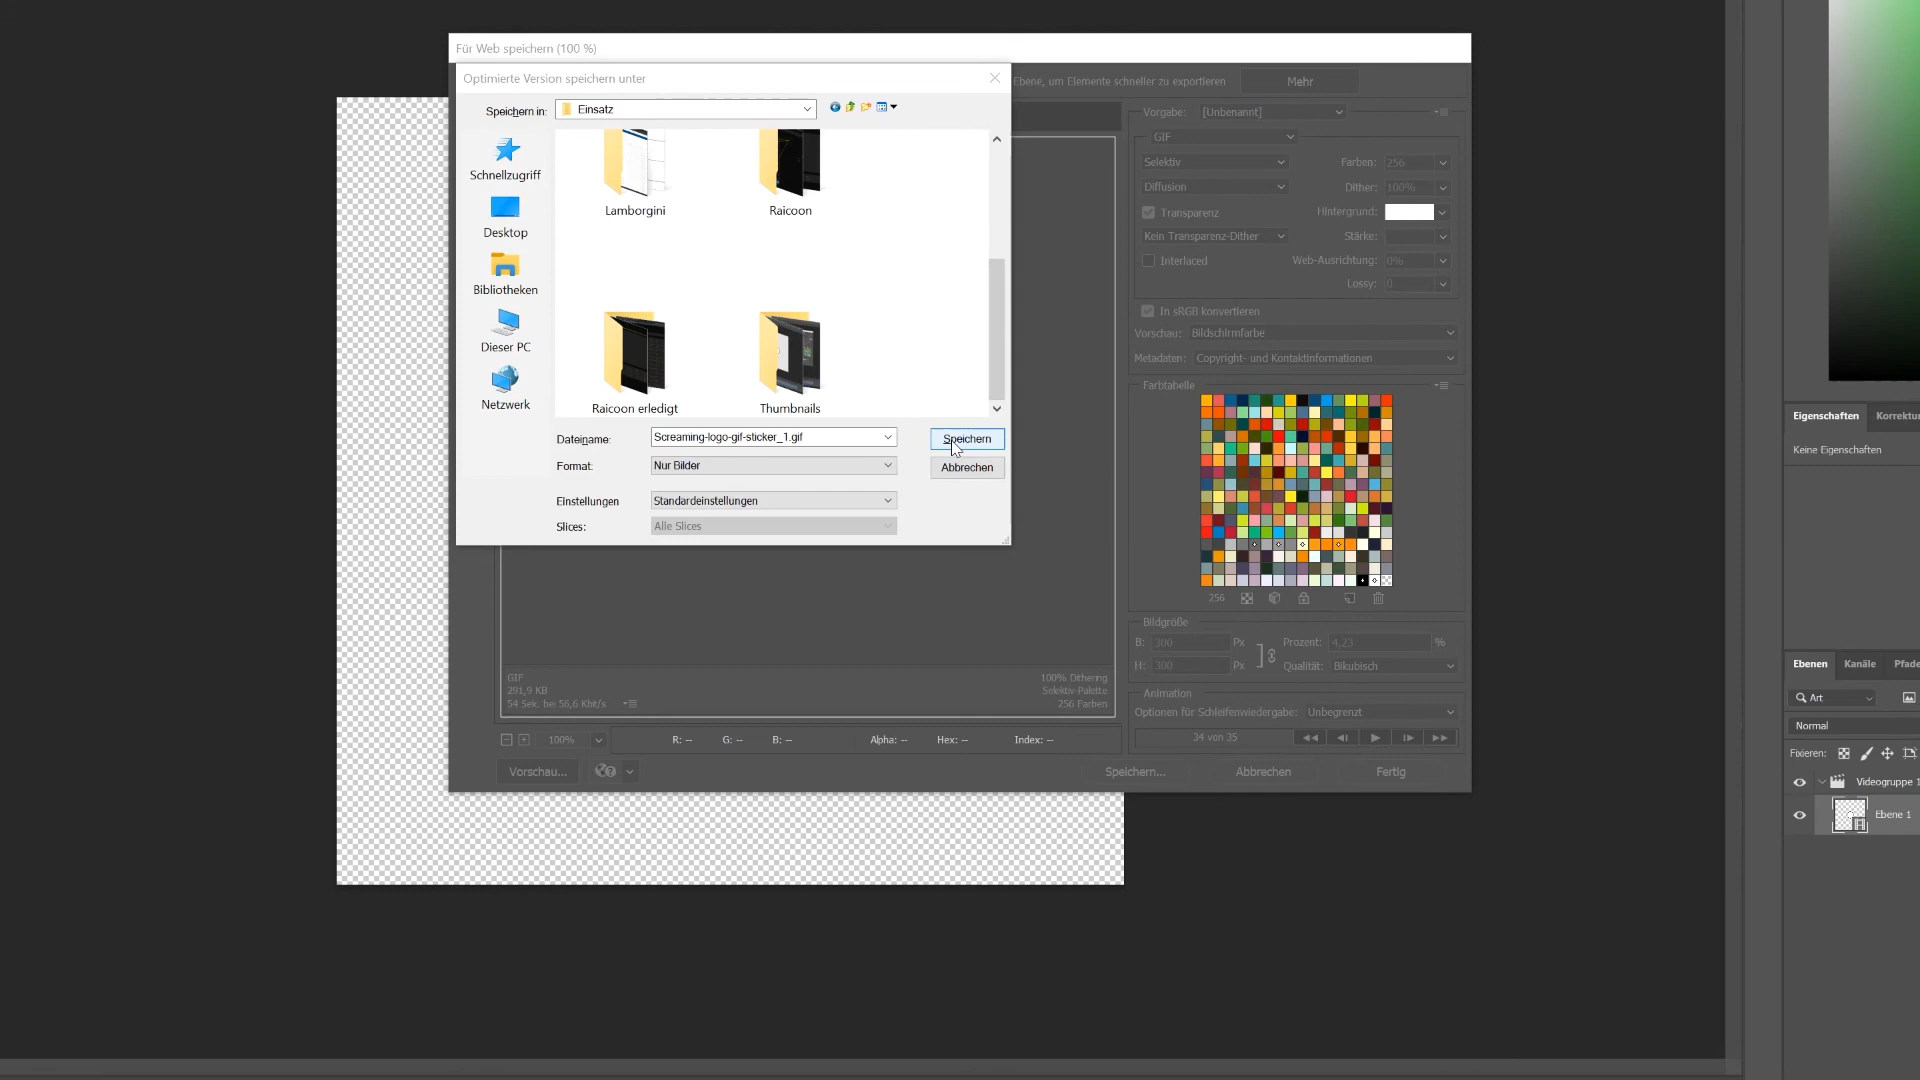 Für Web speichern (100 %)
Optimierte Version speichern unter
Ebene, um Elemente schneller zu exportieren
Mehr
Speichern in:
Einsatz
Schnellzugriff
Desktop
Bibliotheken
Dieser PC
Netzwerk
Lamborgini
Raicoon
Raicoon erledigt
Thumbnails
Dateiname:
Screaming-logo-gif-sticker_1.gif
Speichern
Format:
Nur Bilder
Abbrechen
Einstellungen
Standardeinstellungen
Slices:
Alle Slices
Vorgabe: [Unbenannt]
GIF
Selektiv
Farben: 256
Diffusion
Dither: 100%
Transparenz
Hintergrund:
Kein Transparenz-Dither
Stärke:
Interlaced
Web-Ausrichtung: 0%
Lossy: 0
In sRGB konvertieren
Vorschau: Bildschirmfarbe
Metadaten: Copyright- und Kontaktinformationen
Farbtabelle
256
Bildgröße
B: 300 Px
Prozent: 4,23 %
H: 300 Px
Qualität: Bikubisch
Animation
Optionen für Schleifenwiedergabe: Unbegrenzt
34 von 35
GIF
291,9 KB
54 Sek. bei 56,6 Kbit/s
100% Dithering
Selektiv-Palette
256 Farben
100%
R: -- G: -- B: -- Alpha: -- Hex: -- Index: --
Vorschau...
Speichern...
Abbrechen
Fertig
Eigenschaften
Korrektu
Keine Eigenschaften
Ebenen
Kanäle
Pfade
Art
Normal
Fixieren:
Videogruppe 1
Ebene 1